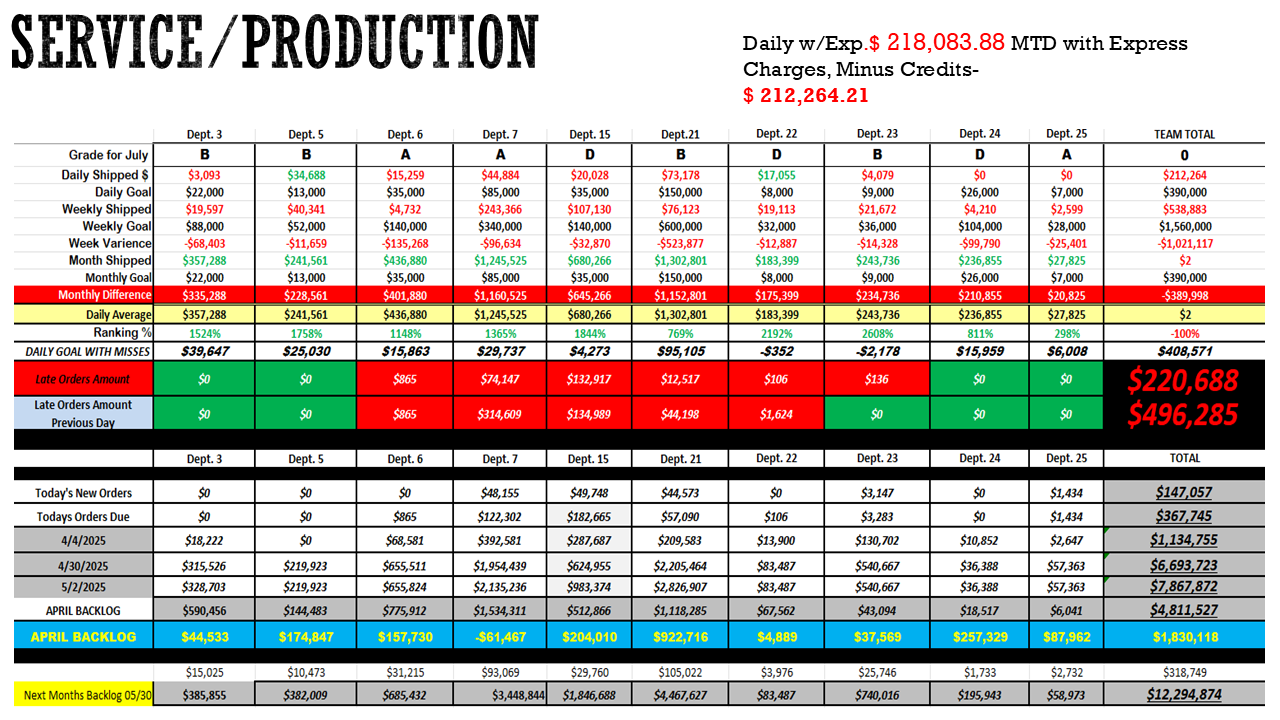 SERVICE/PRODUCTION
Daily w/Exp.$ 218,083.88 MTD with Express
Charges, Minus Credits-
$ 212,264.21
Dept. 3 Dept. 5 Dept. 6 Dept. 7 Dept. 15 Dept.21 Dept. 22 Dept. 23 Dept. 24 Dept. 25 TEAM TOTAL
Grade for July B B A A D B D B D A 0
Daily Shipped $ $3,093 $34,688 $15,259 $44,884 $20,028 $73,178 $17,055 $4,079 $0 $0 $212,264
Daily Goal $22,000 $13,000 $35,000 $85,000 $35,000 $150,000 $8,000 $9,000 $26,000 $7,000 $390,000
Weekly Shipped $19,597 $40,341 $4,732 $243,366 $107,130 $76,123 $19,113 $21,672 $4,210 $2,599 $538,883
Weekly Goal $88,000 $52,000 $140,000 $340,000 $140,000 $600,000 $32,000 $36,000 $104,000 $28,000 $1,560,000
Week Varience -$68,403 -$11,659 -$135,268 -$96,634 -$32,870 -$523,877 -$12,887 -$14,328 -$99,790 -$25,401 -$1,021,117
Month Shipped $357,288 $241,561 $436,880 $1,245,525 $680,266 $1,302,801 $183,399 $243,736 $236,855 $27,825 $2
Monthly Goal $22,000 $13,000 $35,000 $85,000 $35,000 $150,000 $8,000 $9,000 $26,000 $7,000 $390,000
Monthly Difference $335,288 $228,561 $401,880 $1,160,525 $645,266 $1,152,801 $175,399 $234,736 $210,855 $20,825 -$389,998
Daily Average $357,288 $241,561 $436,880 $1,245,525 $680,266 $1,302,801 $183,399 $243,736 $236,855 $27,825 $2
Ranking % 1524% 1758% 1148% 1365% 1844% 769% 2192% 2608% 811% 298% -100%
DAILY GOAL WITH MISSES $39,647 $25,030 $15,863 $29,737 $4,273 $95,105 -$352 -$2,178 $15,959 $6,008 $408,571
Late Orders Amount $0 $0 $865 $74,147 $132,917 $12,517 $106 $136 $0 $0 $220,688
Late Orders Amount
Previous Day $0 $0 $865 $314,609 $134,989 $44,198 $1,624 $0 $0 $0 $496,285
Dept. 3 Dept. 5 Dept. 6 Dept. 7 Dept. 15 Dept. 21 Dept. 22 Dept. 23 Dept. 24 Dept. 25 TOTAL
Today's New Orders $0 $0 $0 $48,155 $49,748 $44,573 $0 $3,147 $0 $1,434 $147,057
Todays Orders Due $0 $0 $865 $122,302 $182,665 $57,090 $106 $3,283 $0 $1,434 $367,745
4/4/2025 $18,222 $0 $68,581 $392,581 $287,687 $209,583 $13,900 $130,702 $10,852 $2,647 $1,134,755
4/30/2025 $315,526 $219,923 $655,511 $1,954,439 $624,955 $2,205,464 $83,487 $540,667 $36,388 $57,363 $6,693,723
5/2/2025 $328,703 $219,923 $655,824 $2,135,236 $983,374 $2,826,907 $83,487 $540,667 $36,388 $57,363 $7,867,872
APRIL BACKLOG $590,456 $144,483 $775,912 $1,534,311 $512,866 $1,118,285 $67,562 $43,094 $18,517 $6,041 $4,811,527
APRIL BACKLOG $44,533 $174,847 $157,730 -$61,467 $204,010 $922,716 $4,889 $37,569 $257,329 $87,962 $1,830,118
$15,025 $10,473 $31,215 $93,069 $29,760 $105,022 $3,976 $25,746 $1,733 $2,732 $318,749
Next Months Backlog 05/30 $385,855 $382,009 $685,432 $3,448,844 $1,846,688 $4,467,627 $83,487 $740,016 $195,943 $58,973 $12,294,874